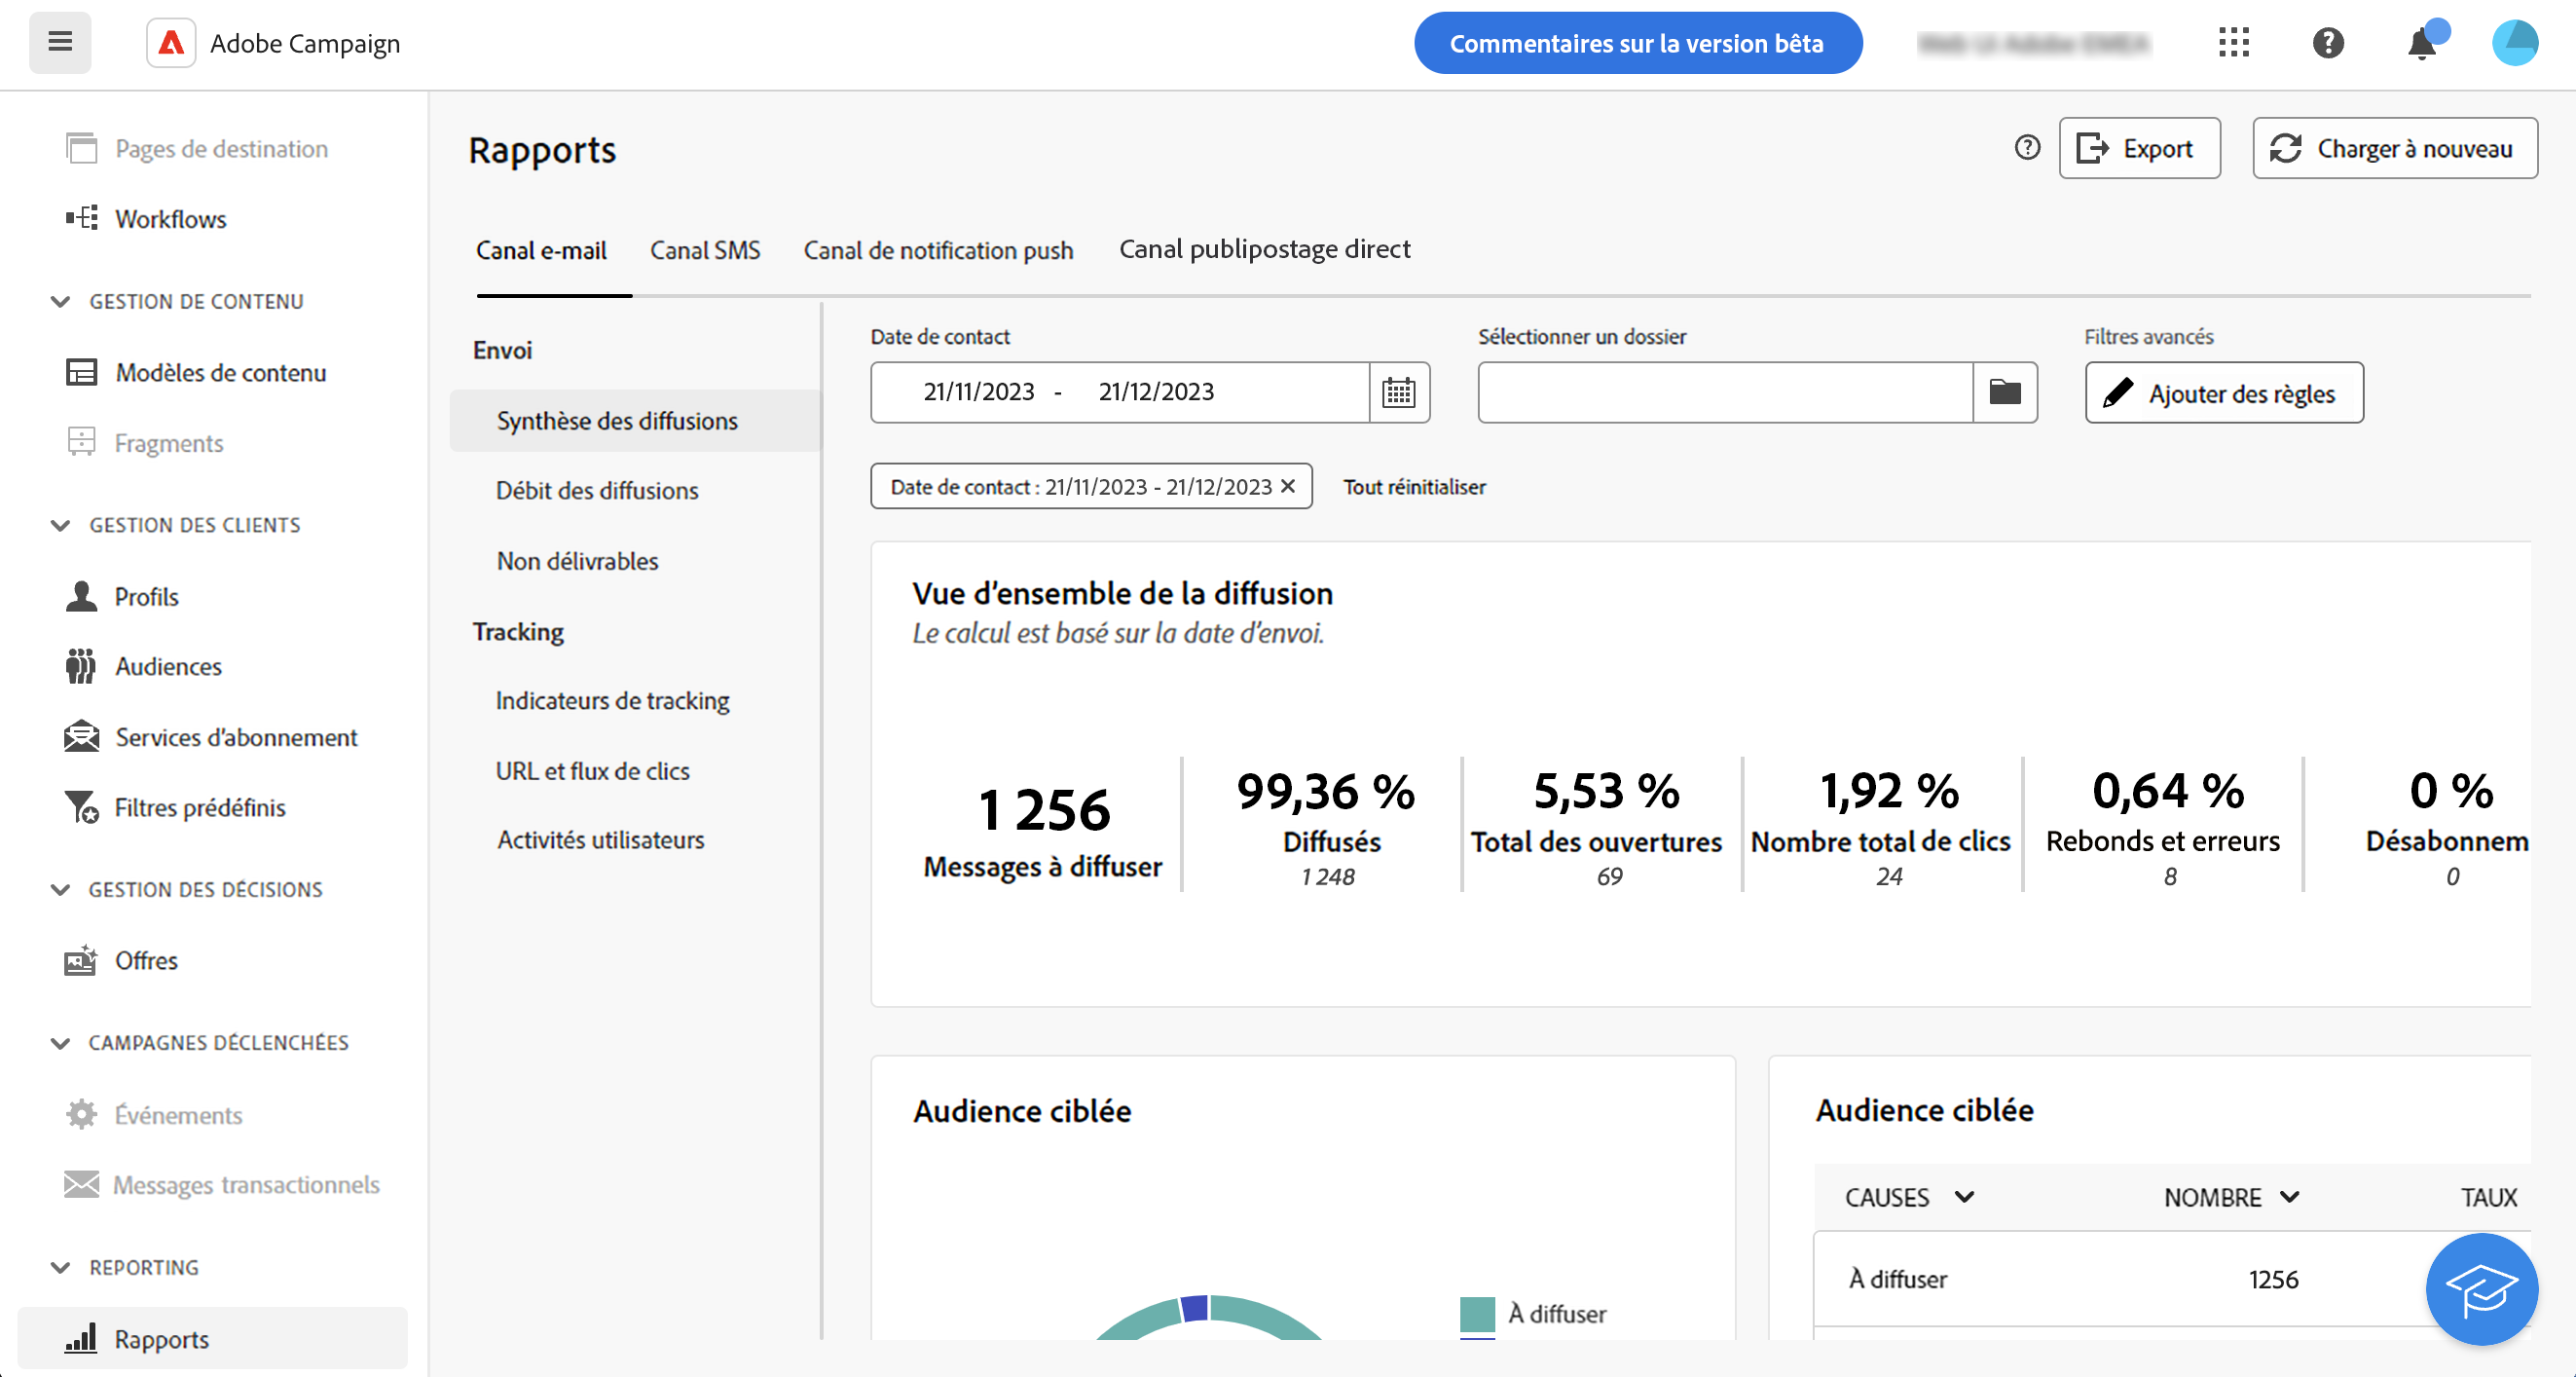 Adobe Campaign
Commentaires sur la version bêta
Pages de destination
Workflows
GESTION DE CONTENU
Modèles de contenu
Fragments
GESTION DES CLIENTS
Profils
Audiences
Services d'abonnement
Filtres prédéfinis
GESTION DES DÉCISIONS
Offres
CAMPAGNES DÉCLENCHÉES
Événements
Messages transactionnels
REPORTING
Rapports
Rapports
Export
Charger à nouveau
Canal e-mail
Canal SMS
Canal de notification push
Canal publipostage direct
Envoi
Synthèse des diffusions
Débit des diffusions
Non délivrables
Tracking
Indicateurs de tracking
URL et flux de clics
Activités utilisateurs
Date de contact
21/11/2023 - 21/12/2023
Sélectionner un dossier
Filtres avancés
Ajouter des règles
Date de contact : 21/11/2023 - 21/12/2023
Tout réinitialiser
Vue d’ensemble de la diffusion
Le calcul est basé sur la date d’envoi.
1 256
Messages à diffuser
99,36 %
Diffusés
1 248
5,53 %
Total des ouvertures
69
1,92 %
Nombre total de clics
24
0,64 %
Rebonds et erreurs
8
0 %
Désabonnem
0
Audience ciblée
À diffuser
Audience ciblée
CAUSES NOMBRE TAUX
À diffuser 1256